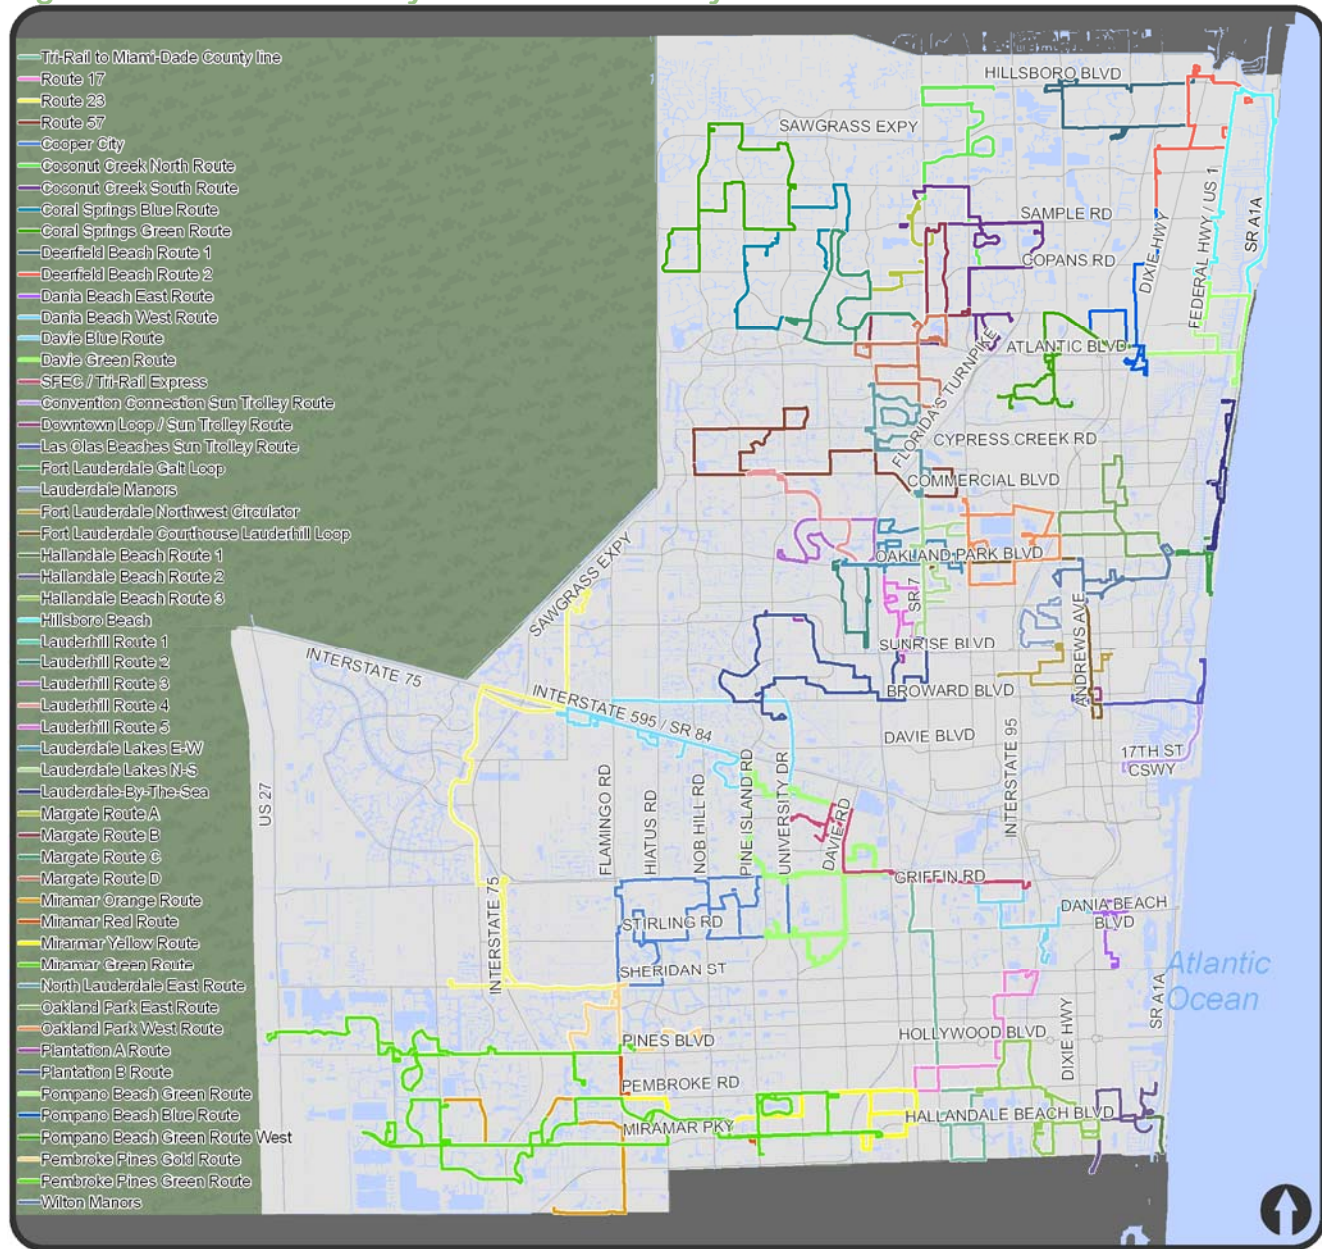 Tri-Rail to Miami-Dade County line
Route 17
Route 23
Route 57
Cooper City
Coconut Creek North Route
Coconut Creek South Route
Coral Springs Blue Route
Coral Springs Green Route
Deerfield Beach Route 1
Deerfield Beach Route 2
Dania Beach East Route
Dania Beach West Route
Davie Blue Route
Davie Green Route
SFEC / Tri-Rail Express
Convention Connection Sun Trolley Route
Downtown Loop / Sun Trolley Route
Las Olas Beaches Sun Trolley Route
Fort Lauderdale Galt Loop
Lauderdale Manors
Fort Lauderdale Northwest Circulator
Fort Lauderdale Courthouse Lauderhill Loop
Hallandale Beach Route 1
Hallandale Beach Route 2
Hallandale Beach Route 3
Hillsboro Beach
Lauderhill Route 1
Lauderhill Route 2
Lauderhill Route 3
Lauderhill Route 4
Lauderhill Route 5
Lauderdale Lakes E-W
Lauderdale Lakes N-S
Lauderdale-By-The-Sea
Margate Route A
Margate Route B
Margate Route C
Margate Route D
Miramar Orange Route
Miramar Red Route
Mirarmar Yellow Route
Miramar Green Route
North Lauderdale East Route
Oakland Park East Route
Oakland Park West Route
Plantation A Route
Plantation B Route
Pompano Beach Green Route
Pompano Beach Blue Route
Pompano Beach Green Route West
Pembroke Pines Gold Route
Pembroke Pines Green Route
Wilton Manors
HILLSBORO BLVD
SAWGRASS EXPY
SAMPLE RD
COPANS RD
DIXIE HWY
FEDERAL HWY / US 1
SR A1A
ATLANTIC BLVD
FLORIDA'S TURNPIKE
CYPRESS CREEK RD
COMMERCIAL BLVD
OAKLAND PARK BLVD
SAWGRASS EXPY
SR 7
ANDREWS AVE
SUNRISE BLVD
INTERSTATE 75
INTERSTATE 595 / SR 84
BROWARD BLVD
DAVIE BLVD
INTERSTATE 95
17TH ST
CSWY
US 27
FLAMINGO RD
HIATUS RD
NOB HILL RD
PINE ISLAND RD
UNIVERSITY DR
DAVIE RD
GRIFFIN RD
INTERSTATE 75
STIRLING RD
DANIA BEACH
BLVD
SHERIDAN ST
Atlantic
Ocean
SR A1A
HOLLYWOOD BLVD
DIXIE HWY
PINES BLVD
PEMBROKE RD
HALLANDALE BEACH BLVD
MIRAMAR PKY